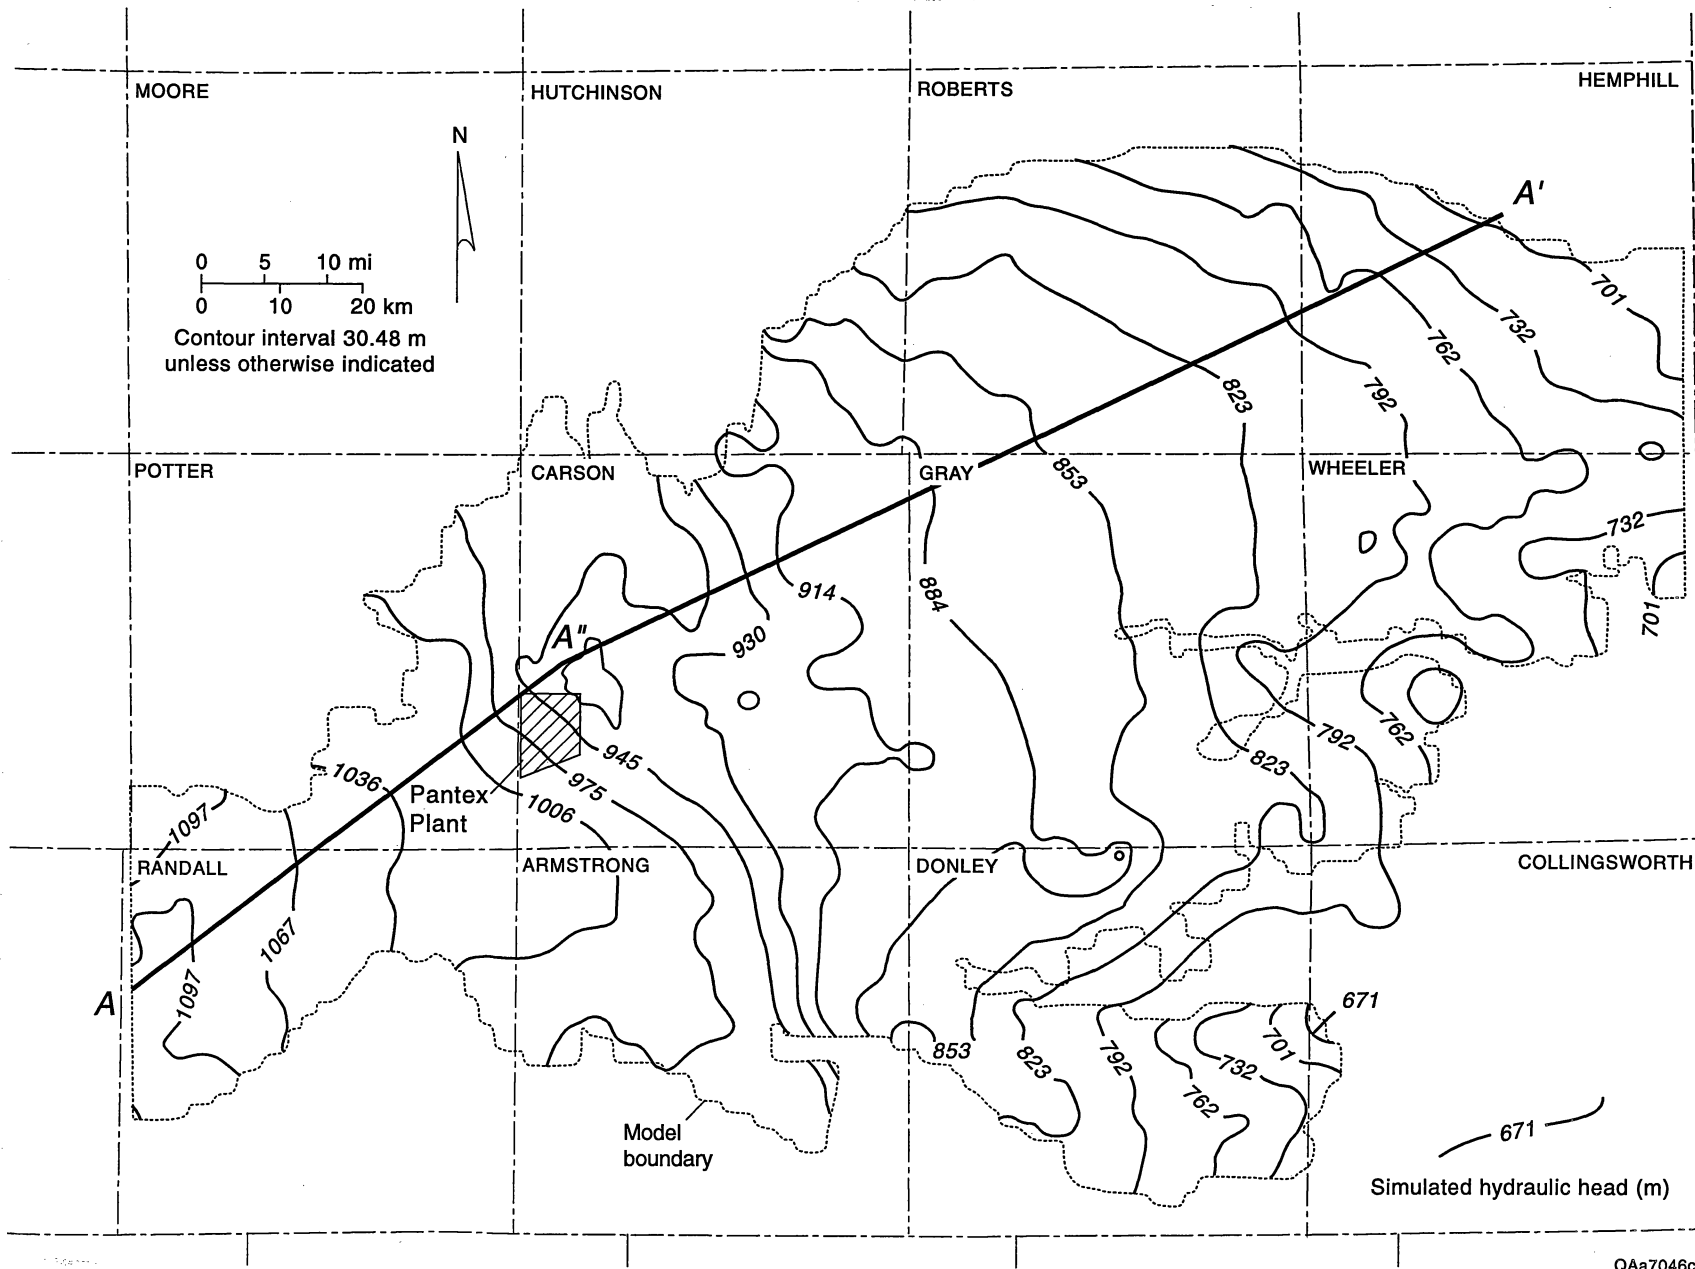 MOORE
HUTCHINSON
ROBERTS
HEMPHILL
N
A'
0 5 10 mi
0 10 20 km
Contour interval 30.48 m
unless otherwise indicated
701
732
762
823
792
POTTER
CARSON
GRAY
853
WHEELER
732
914
884
701
930
A"
762
792
945
823
1036
975
Pantex
Plant
1006
1097
RANDALL
ARMSTRONG
DONLEY
COLLINGSWORTH
1067
1097
A
671
853
823
792
701
732
762
Model
boundary
671
Simulated hydraulic head (m)
QAa7046c